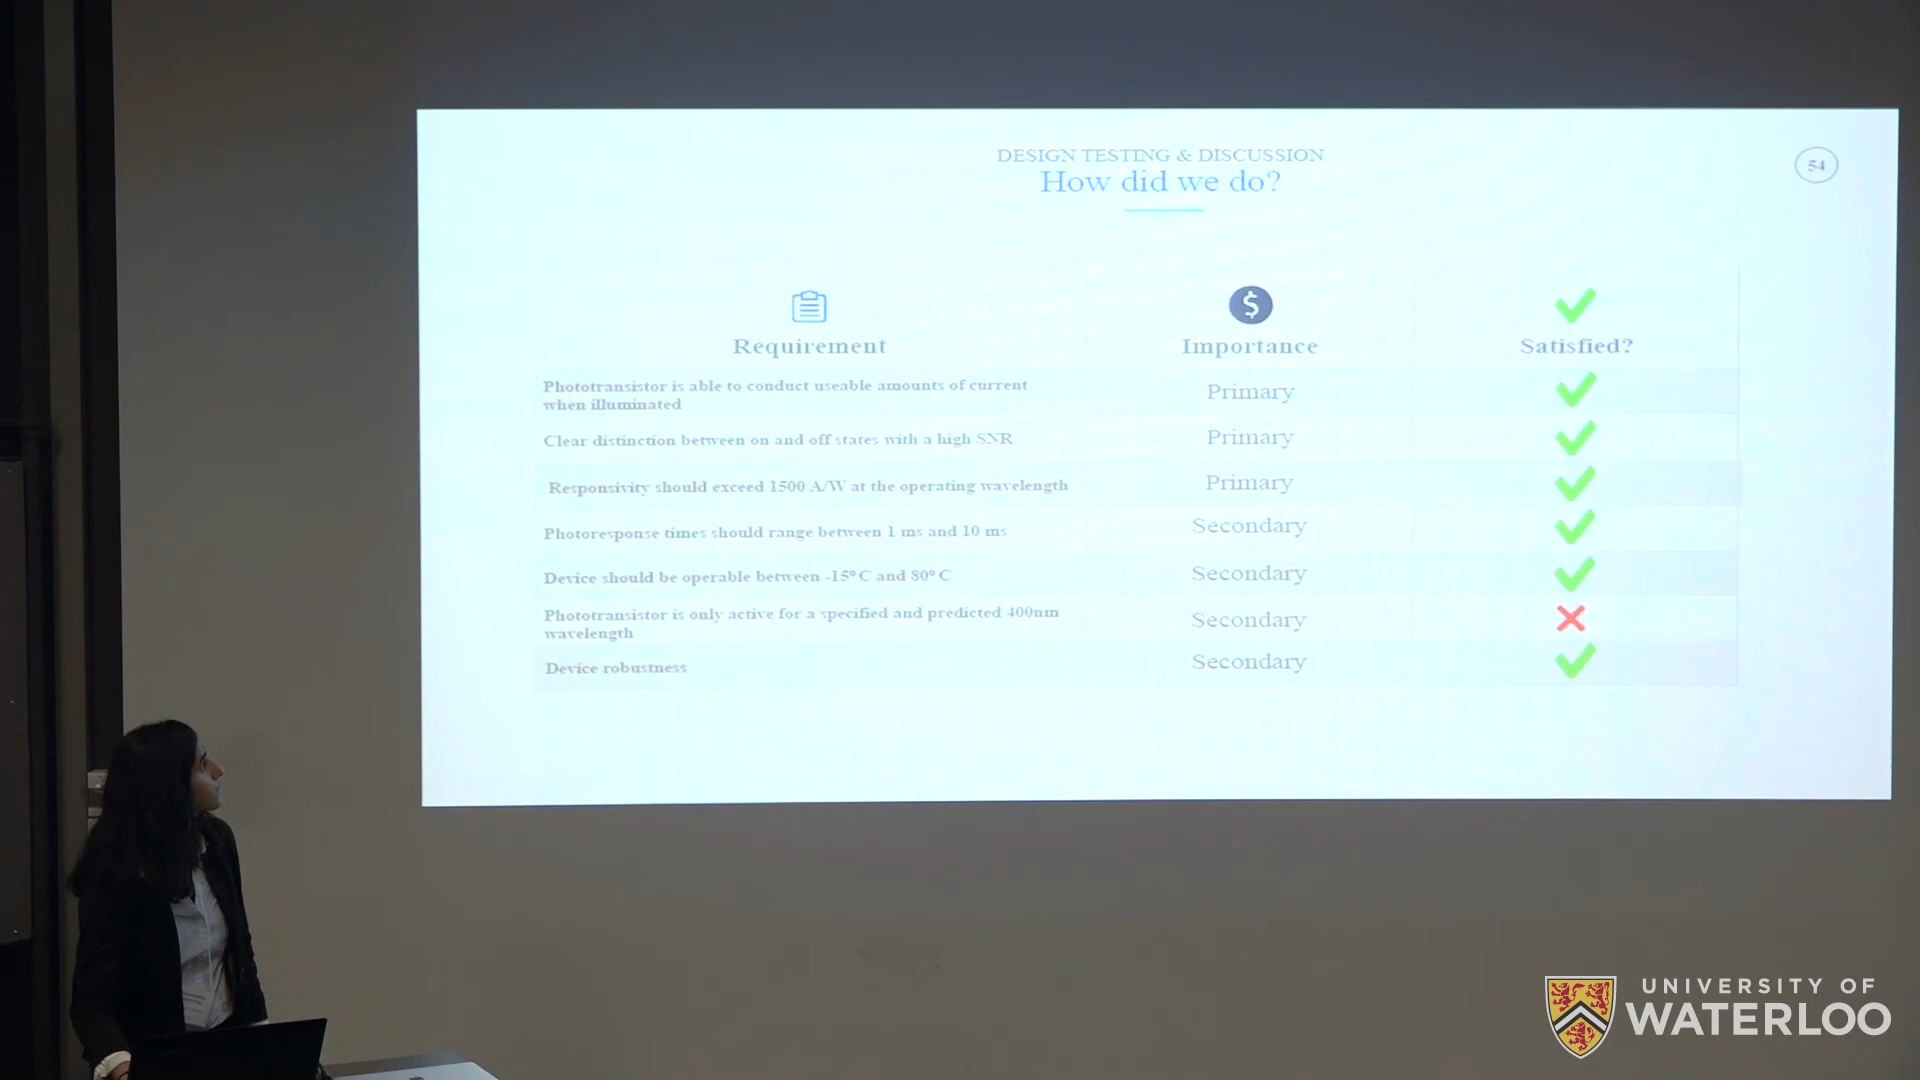 DESIGN TESTING & DISCUSSION
How did we do?
54
$
Requirement Importance Satisfied?
Phototransistor is able to conduct useable amounts of current
when illuminated
Primary
Clear distinction between on and off states with a high SNR
Primary
Responsivity should exceed 1500 A/W at the operating wavelength
Primary
Photoresponse times should range between 1 ms and 10 ms
Secondary
Device should be operable between -15° C and 80° C
Secondary
Phototransistor is only active for a specified and predicted 400nm
wavelength
Secondary
Device robustness
Secondary
UNIVERSITY OF
WATERLOO